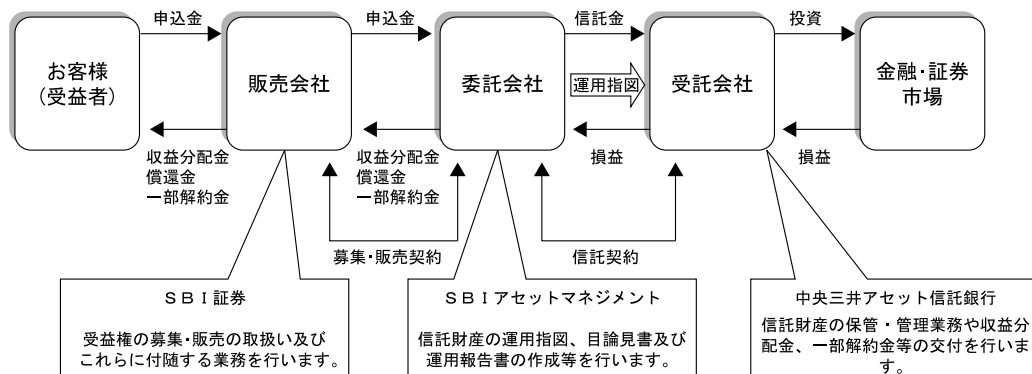 申込金
申込金
信託金
投資
お客様
(受益者)
販売会社
委託会社
運用指図
受託会社
金融・証券
市場
収益分配金
償還金
一部解約金
収益分配金
償還金
一部解約金
損益
損益
募集・販売契約
信託契約
ＳＢＩ証券
受益権の募集・販売の取扱い及び
これらに付随する業務を行います。
ＳＢＩアセットマネジメント
信託財産の運用指図、目論見書及び
運用報告書の作成等を行います。
中央三井アセット信託銀行
信託財産の保管・管理業務や収益分
配金、一部解約金等の交付を行いま
す。